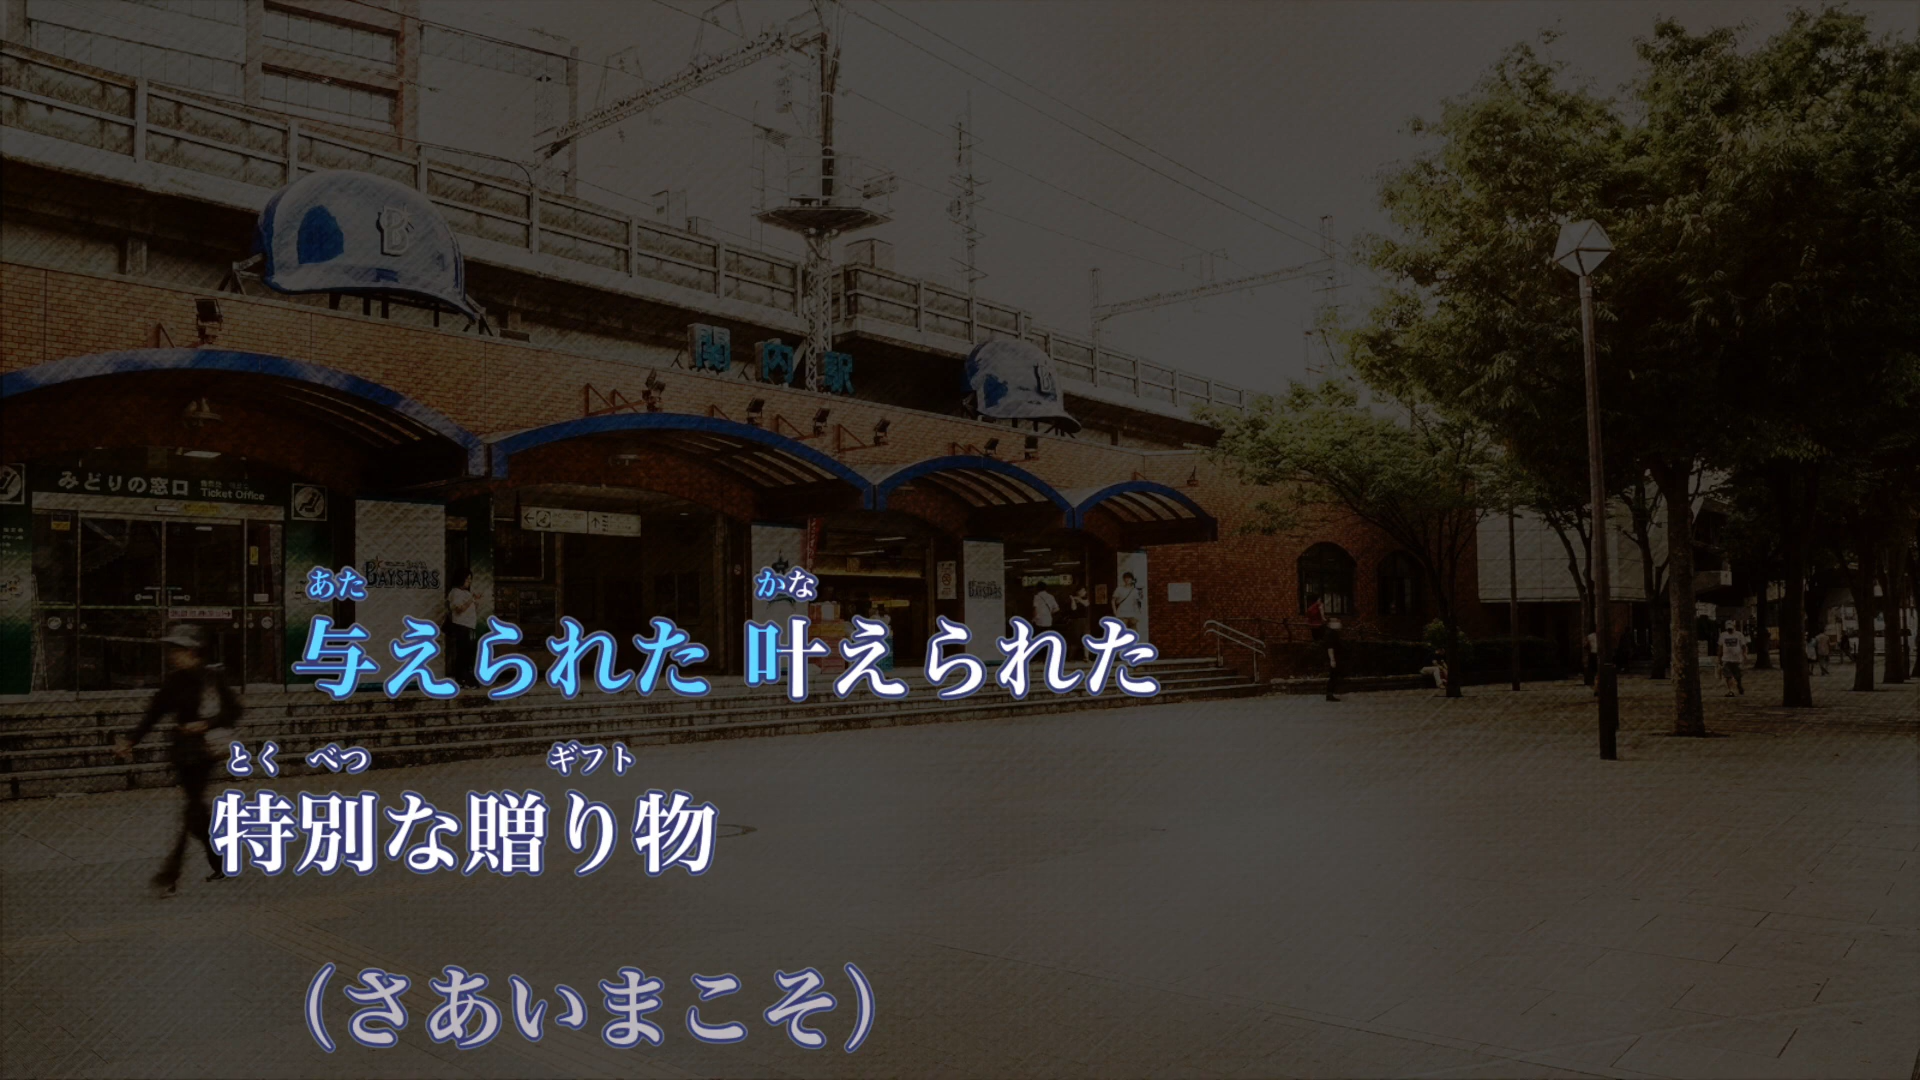 関内駅
みどりの窓口
Ticket Office
BAYSTARS
あた かな
与えられた 叶えられた
とく べつ ギフト
特別な贈り物
(さあいまこそ)